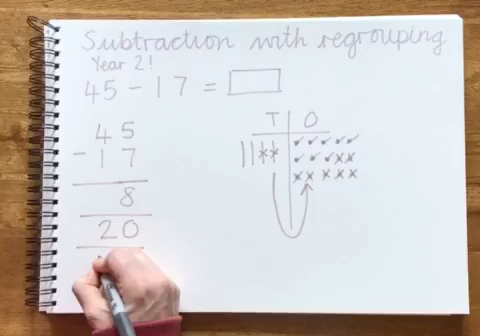 Subtraction with regrouping
Year 2!
45 - 17 =
T O
45
- 17
8
20